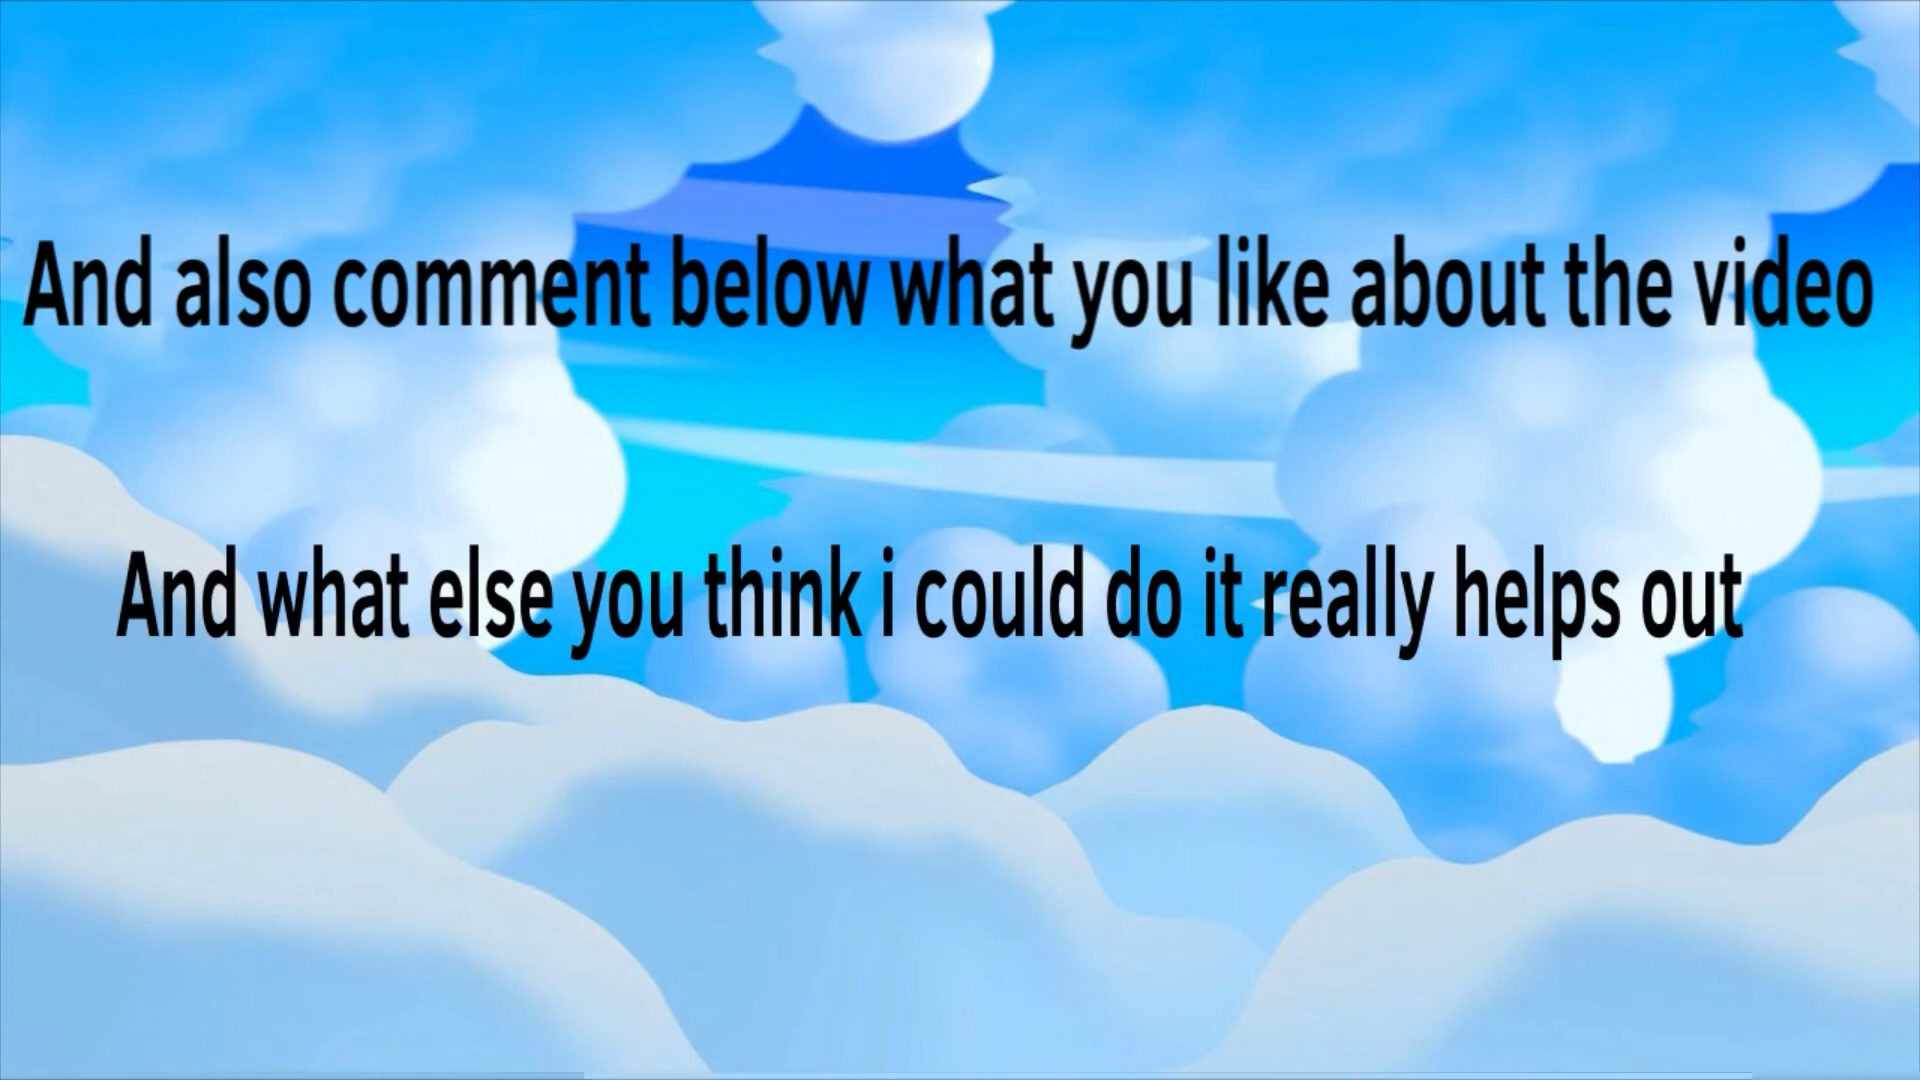 And also comment below what you like about the video
And what else you think i could do it really helps out